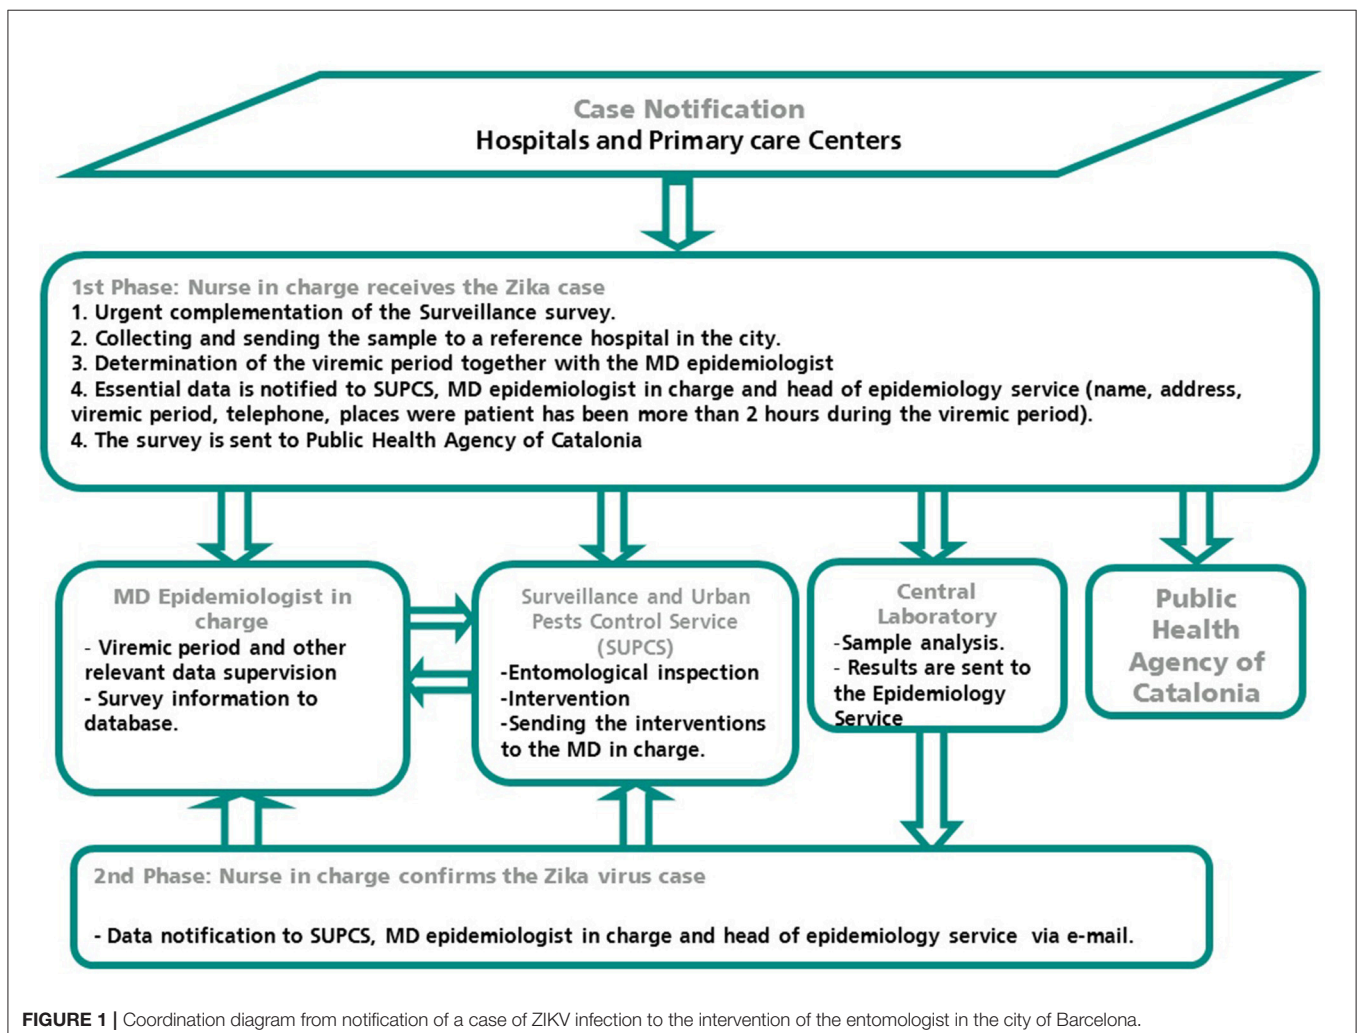 Case Notification
Hospitals and Primary care Centers
1st Phase: Nurse in charge receives the Zika case
1. Urgent complementation of the Surveillance survey.
2. Collecting and sending the sample to a reference hospital in the city.
3. Determination of the viremic period together with the MD epidemiologist
4. Essential data is notified to SUPCS, MD epidemiologist in charge and head of epidemiology service (name, address,
viremic period, telephone, places were patient has been more than 2 hours during the viremic period).
4. The survey is sent to Public Health Agency of Catalonia
MD Epidemiologist in
charge
- Viremic period and other
relevant data supervision
- Survey information to
database.
Surveillance and Urban
Pests Control Service
(SUPCS)
-Entomological inspection
-Intervention
-Sending the interventions
to the MD in charge.
Central
Laboratory
-Sample analysis.
- Results are sent to
the Epidemiology
Service
Public
Health
Agency of
Catalonia
2nd Phase: Nurse in charge confirms the Zika virus case
- Data notification to SUPCS, MD epidemiologist in charge and head of epidemiology service via e-mail.
FIGURE 1 | Coordination diagram from notification of a case of ZIKV infection to the intervention of the entomologist in the city of Barcelona.